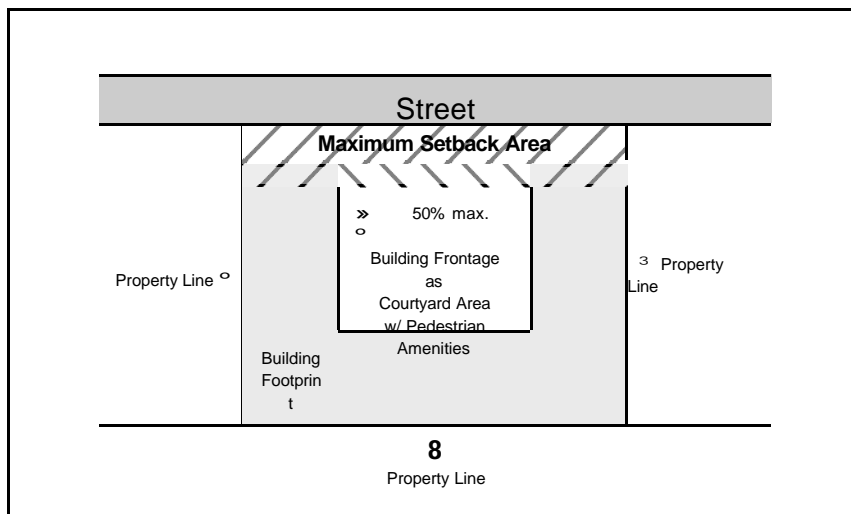 Street
Maximum Setback Area
» 50% max.
o
Building Frontage
as
Courtyard Area
w/ Pedestrian
Amenities
Property Line o
3 Property
Line
Building
Footprin
t
8
Property Line